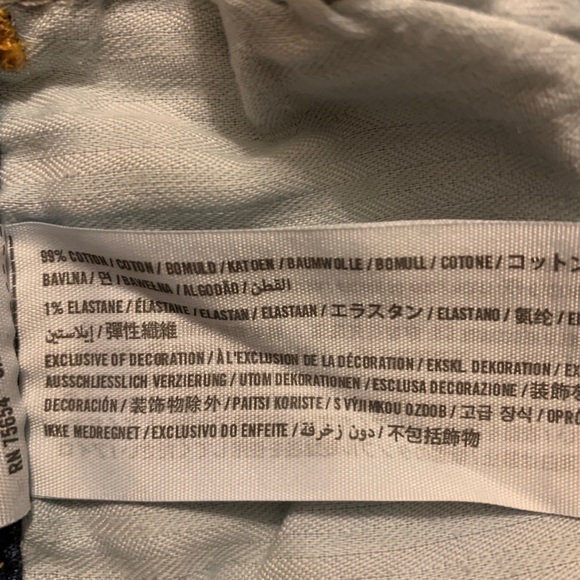 99% COTTON / COTON / BOMULD / KATOEN / BAUMWOLLE / BOMULL / COTONE / コットン
BAVLNA / 면 / BAWEŁNA / ALGODÃO / القطن /
1% ELASTANE / ÉLASTANE / ELASTAN / ELASTAAN / エラスタン / ELASTANO / 氨纶 /
إيلاستين / 彈性纖維
EXCLUSIVE OF DECORATION / À L'EXCLUSION DE LA DÉCORATION / EKSKL. DEKORATION /
AUSSCHLIESSLICH VERZIERUNG / UTOM DEKORATIONEN / ESCLUSA DECORAZIONE / 装飾
DECORACIÓN / 装饰物除外 / PAITSI KORISTE / S VÝJIMKOU OZDOB / 고급 장식 /
IKKE MEDREGNET / EXCLUSIVO DO ENFEITE / دون زخرفة / 不包括飾物
RN 75654